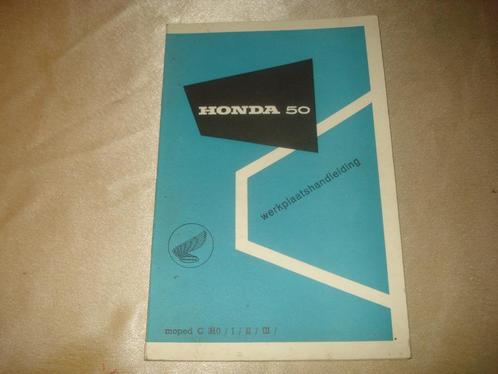 HONDA 50
werkplaatshandleiding
moped C 310 / I / II / III /